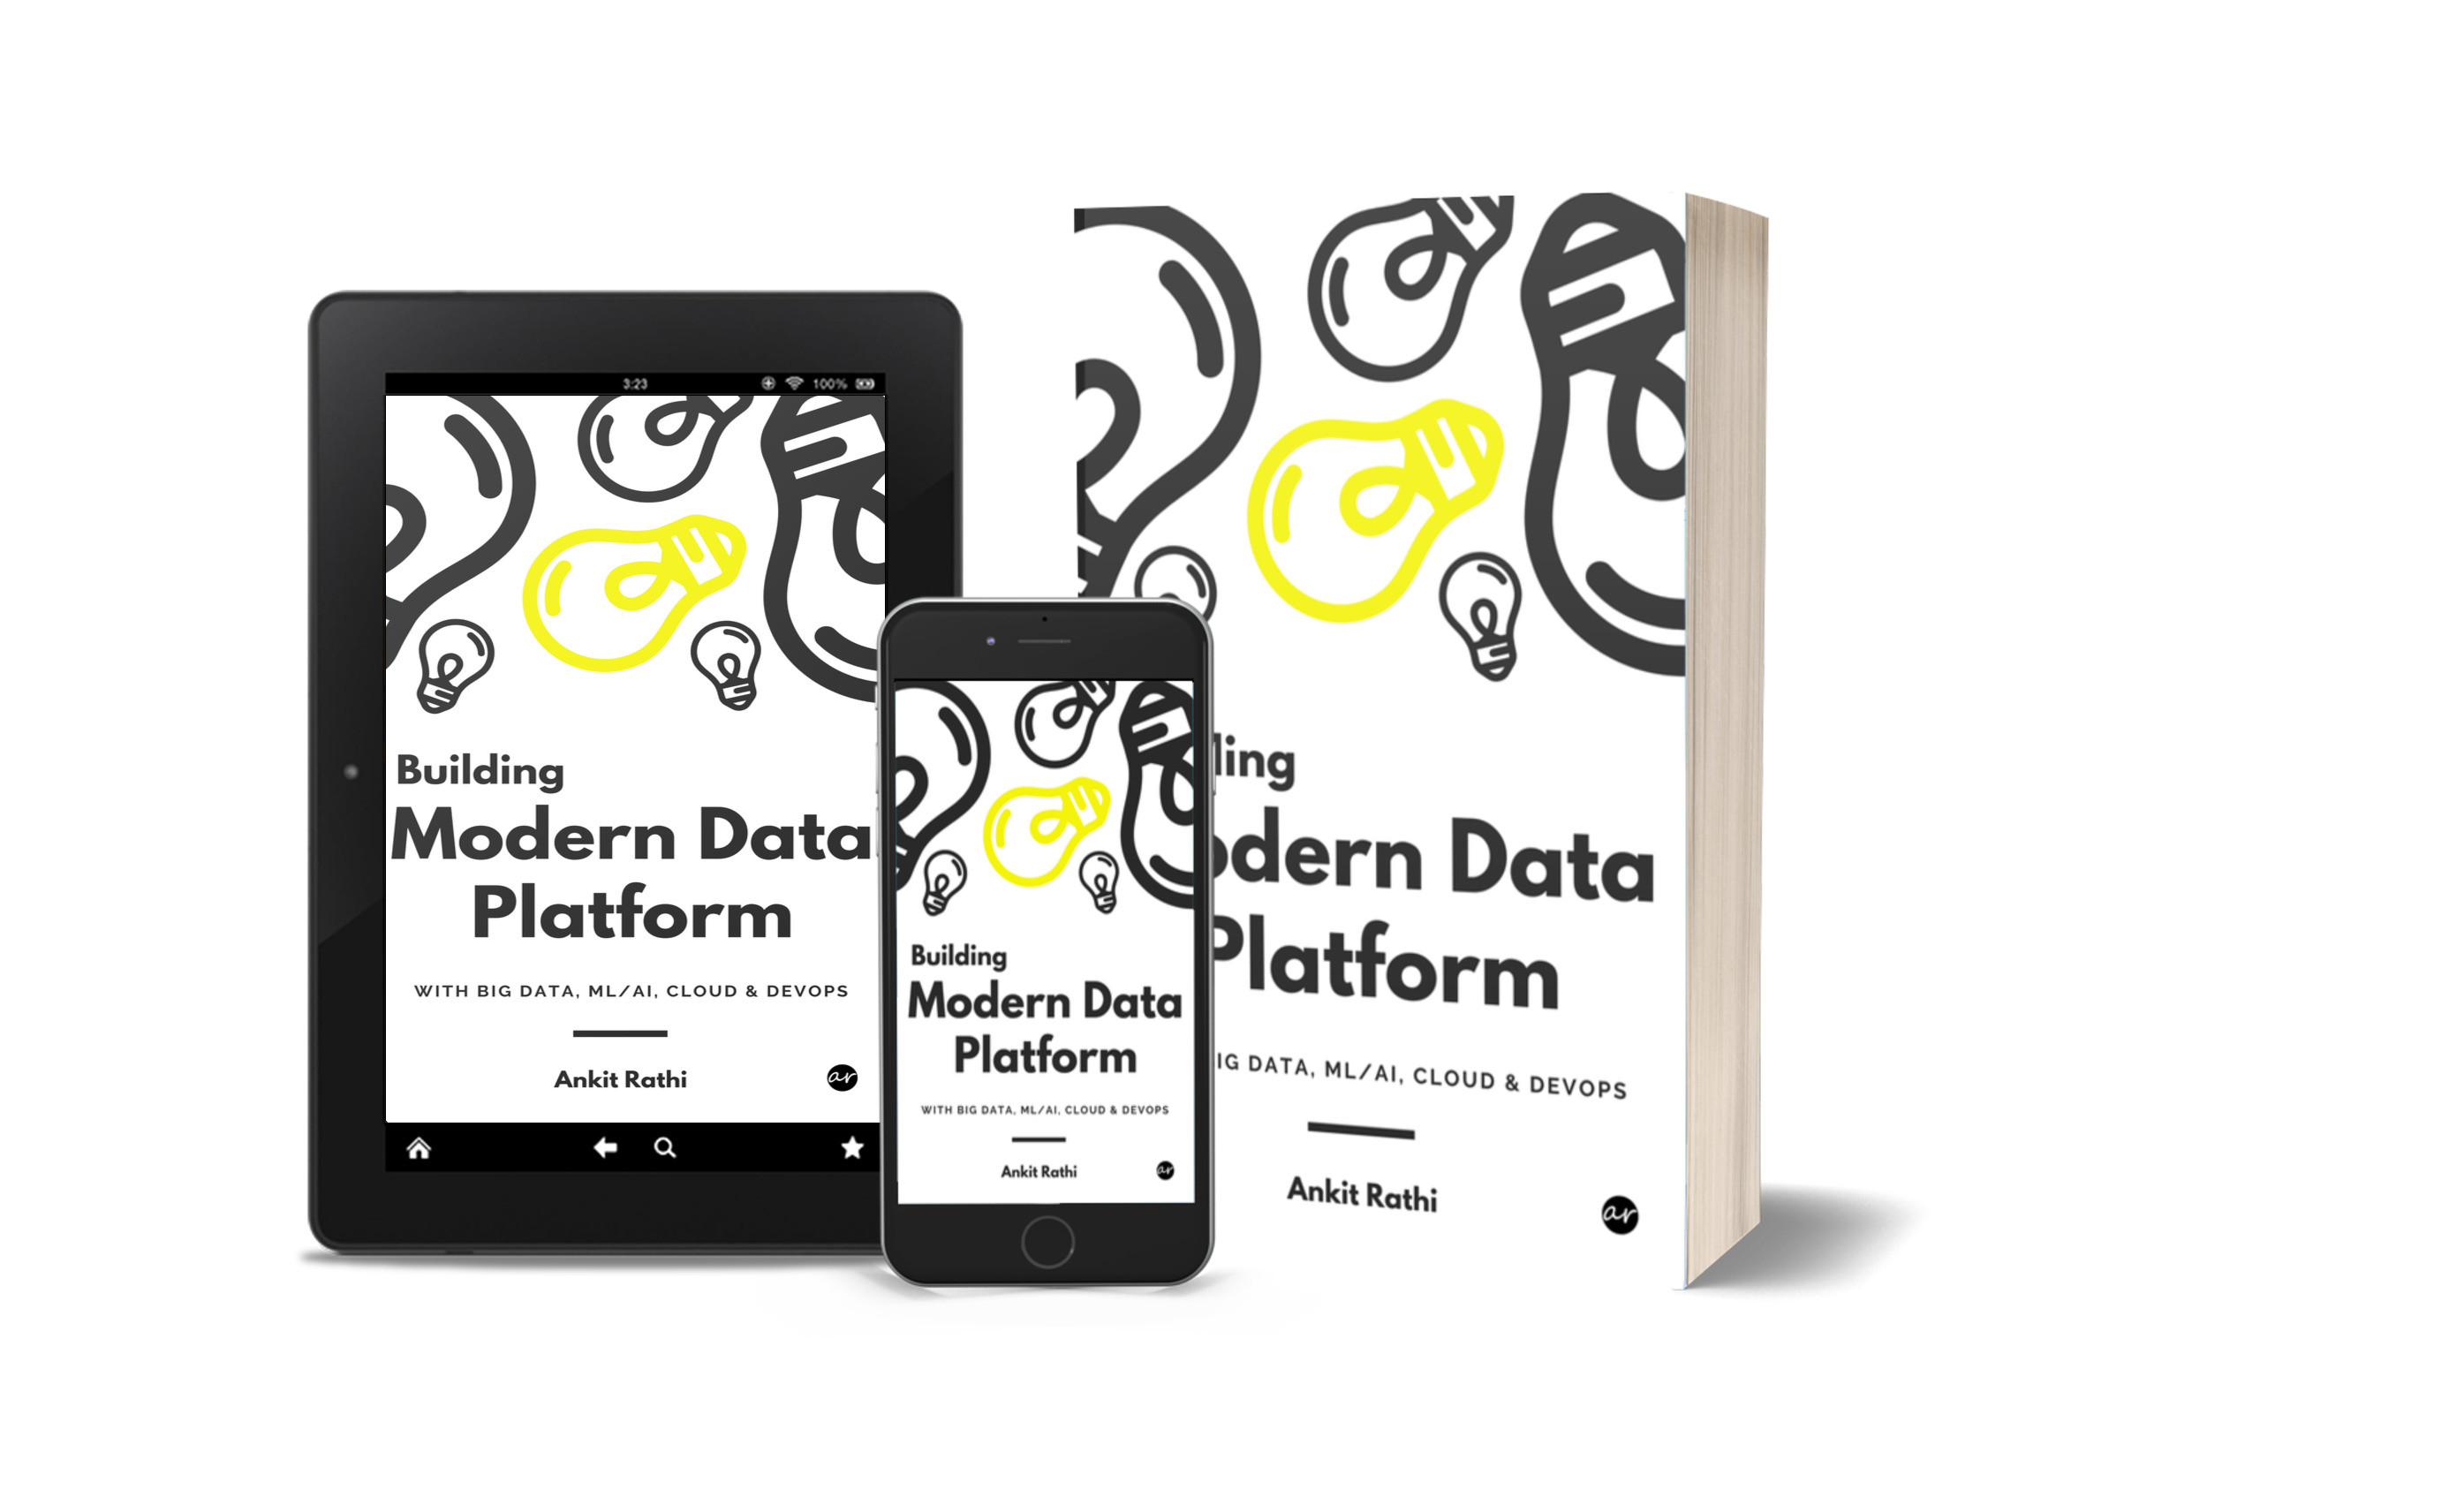 3:23 100%
Building
Modern Data
Platform
WITH BIG DATA, ML/AI, CLOUD & DEVOPS
Ankit Rathi
ar
Building
Modern Data
Platform
WITH BIG DATA, ML/AI, CLOUD & DEVOPS
Ankit Rathi
ar
ling
odern Data
Platform
IG DATA, ML/AI, CLOUD & DEVOPS
Ankit Rathi
ar